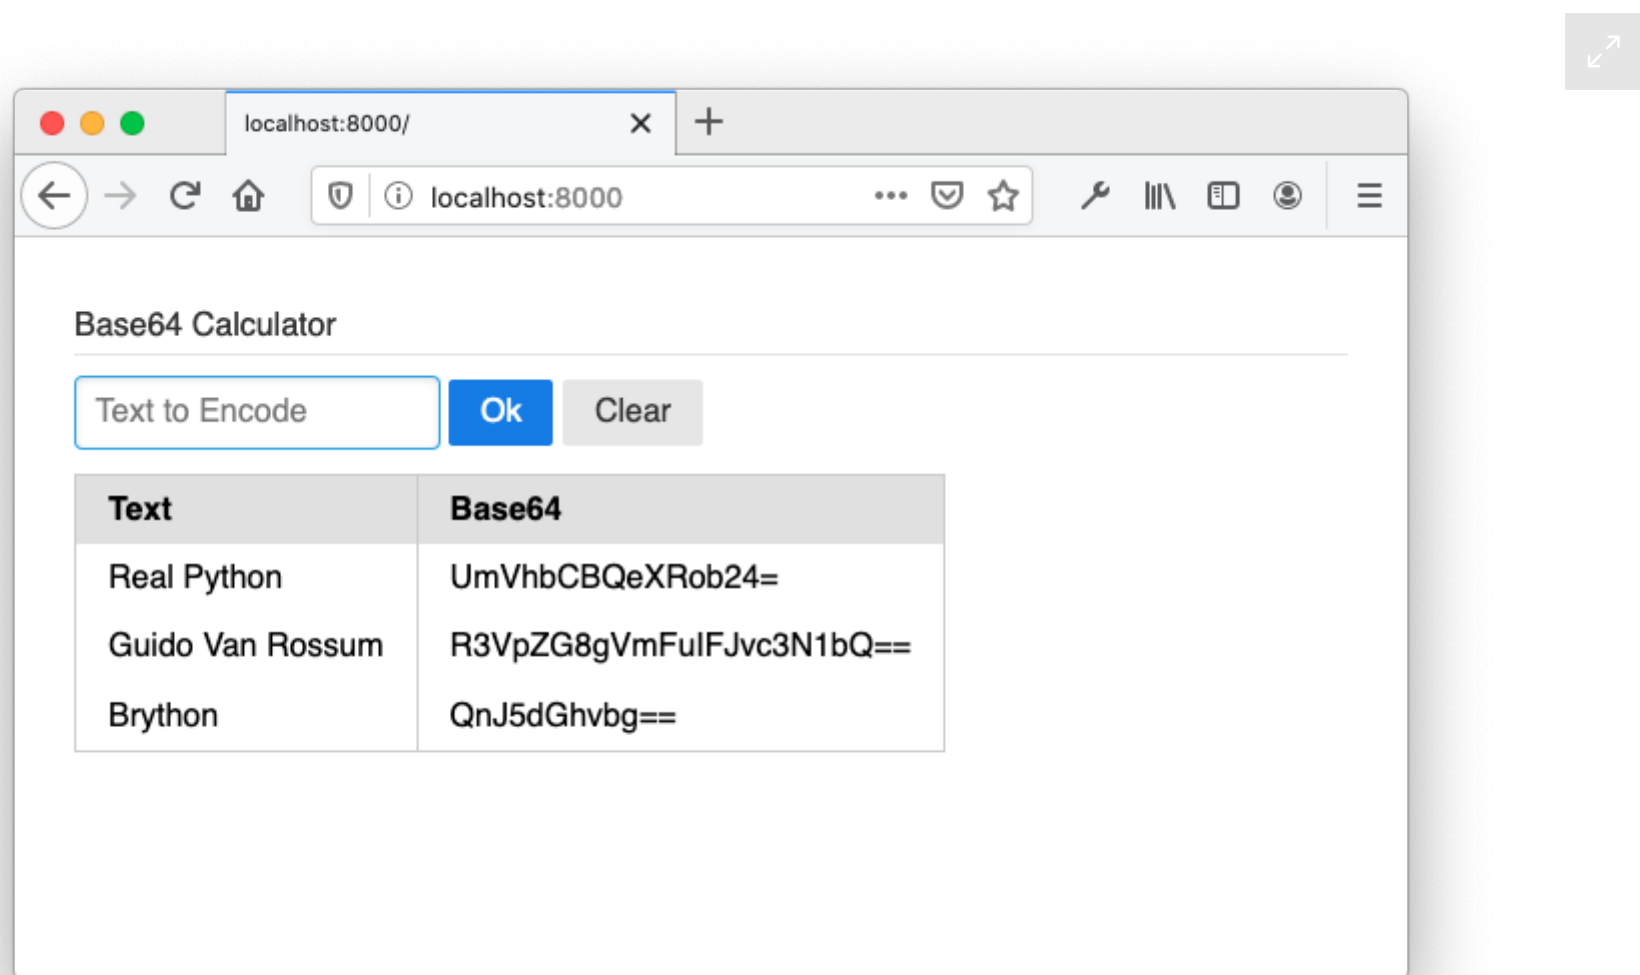 localhost:8000/
localhost:8000
Base64 Calculator
Text to Encode Ok Clear
Text Base64
Real Python UmVhbCBQeXRob24=
Guido Van Rossum R3VpZG8gVmFuIFJvc3N1bQ==
Brython QnJ5dGhvbg==